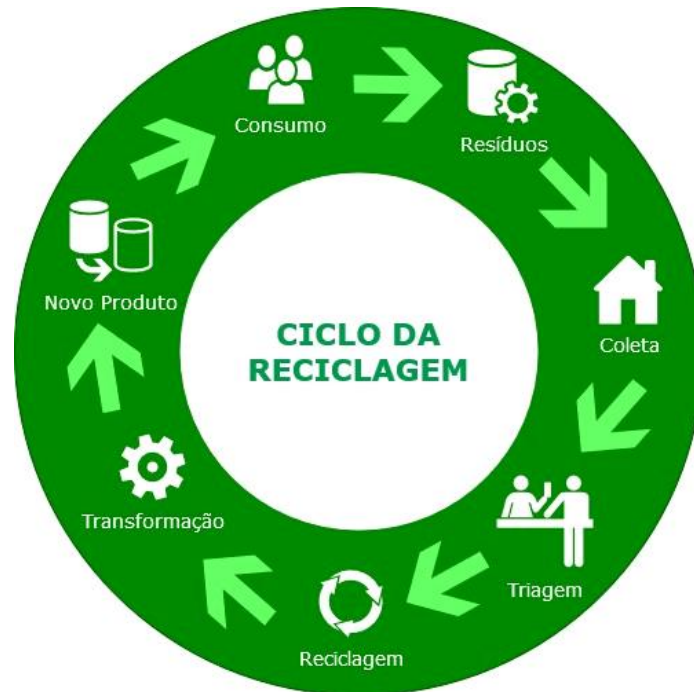 CICLO DA
RECICLAGEM
Consumo
Resíduos
Coleta
Triagem
Reciclagem
Transformação
Novo Produto